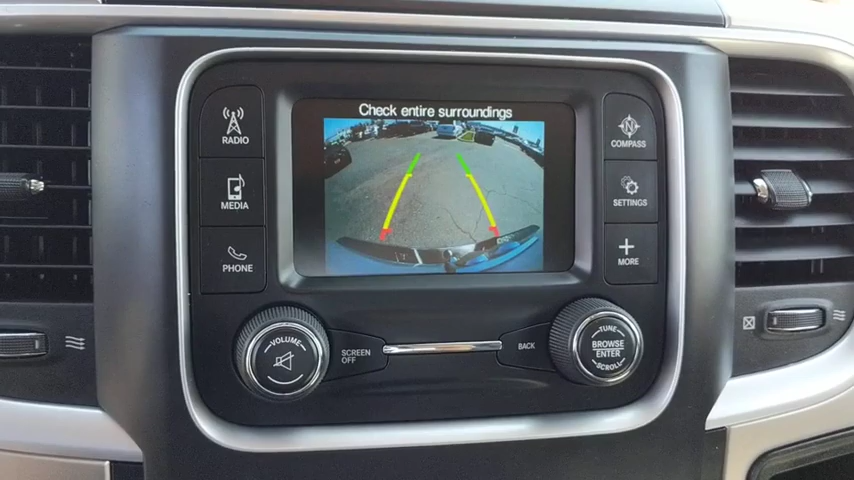 Check entire surroundings
RADIO
MEDIA
PHONE
COMPASS
SETTINGS
MORE
VOLUME
SCREEN
OFF
BACK
TUNE
BROWSE
ENTER
SCROLL